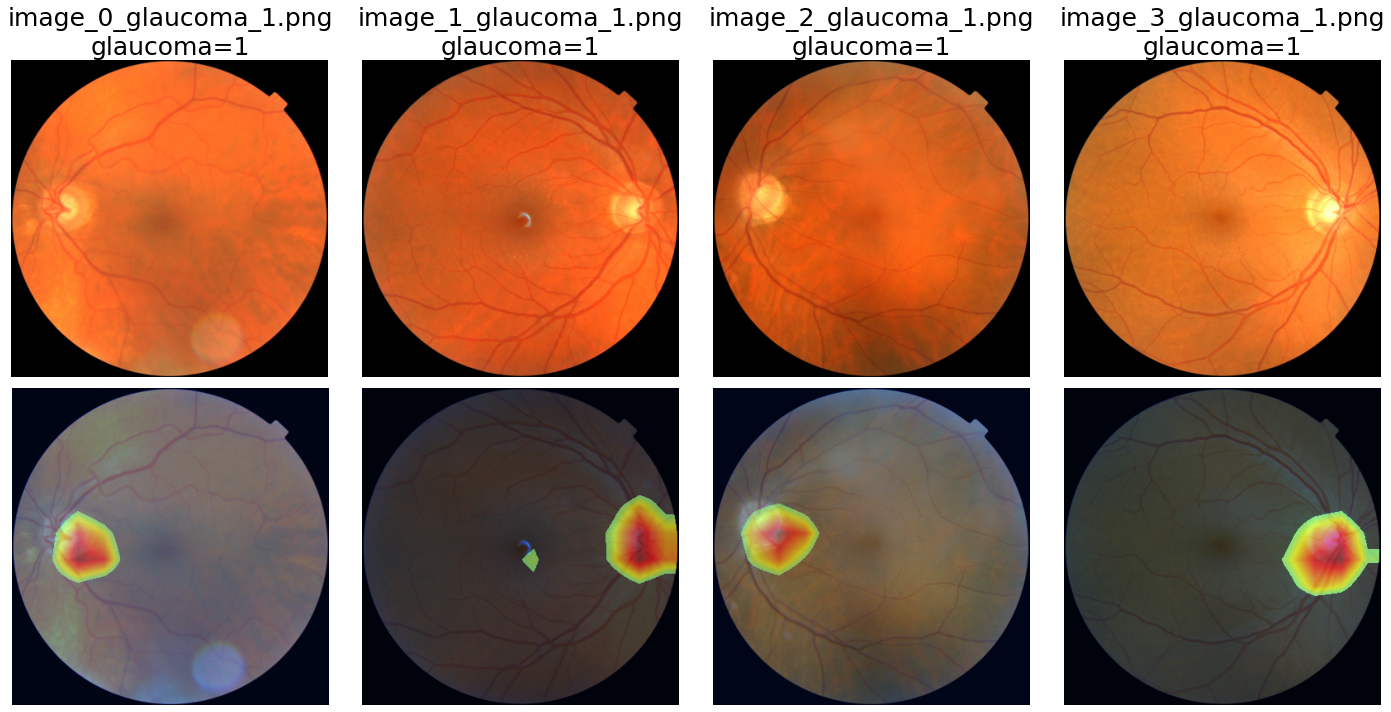 image_0_glaucoma_1.png
glaucoma=1
image_1_glaucoma_1.png
glaucoma=1
image_2_glaucoma_1.png
glaucoma=1
image_3_glaucoma_1.png
glaucoma=1